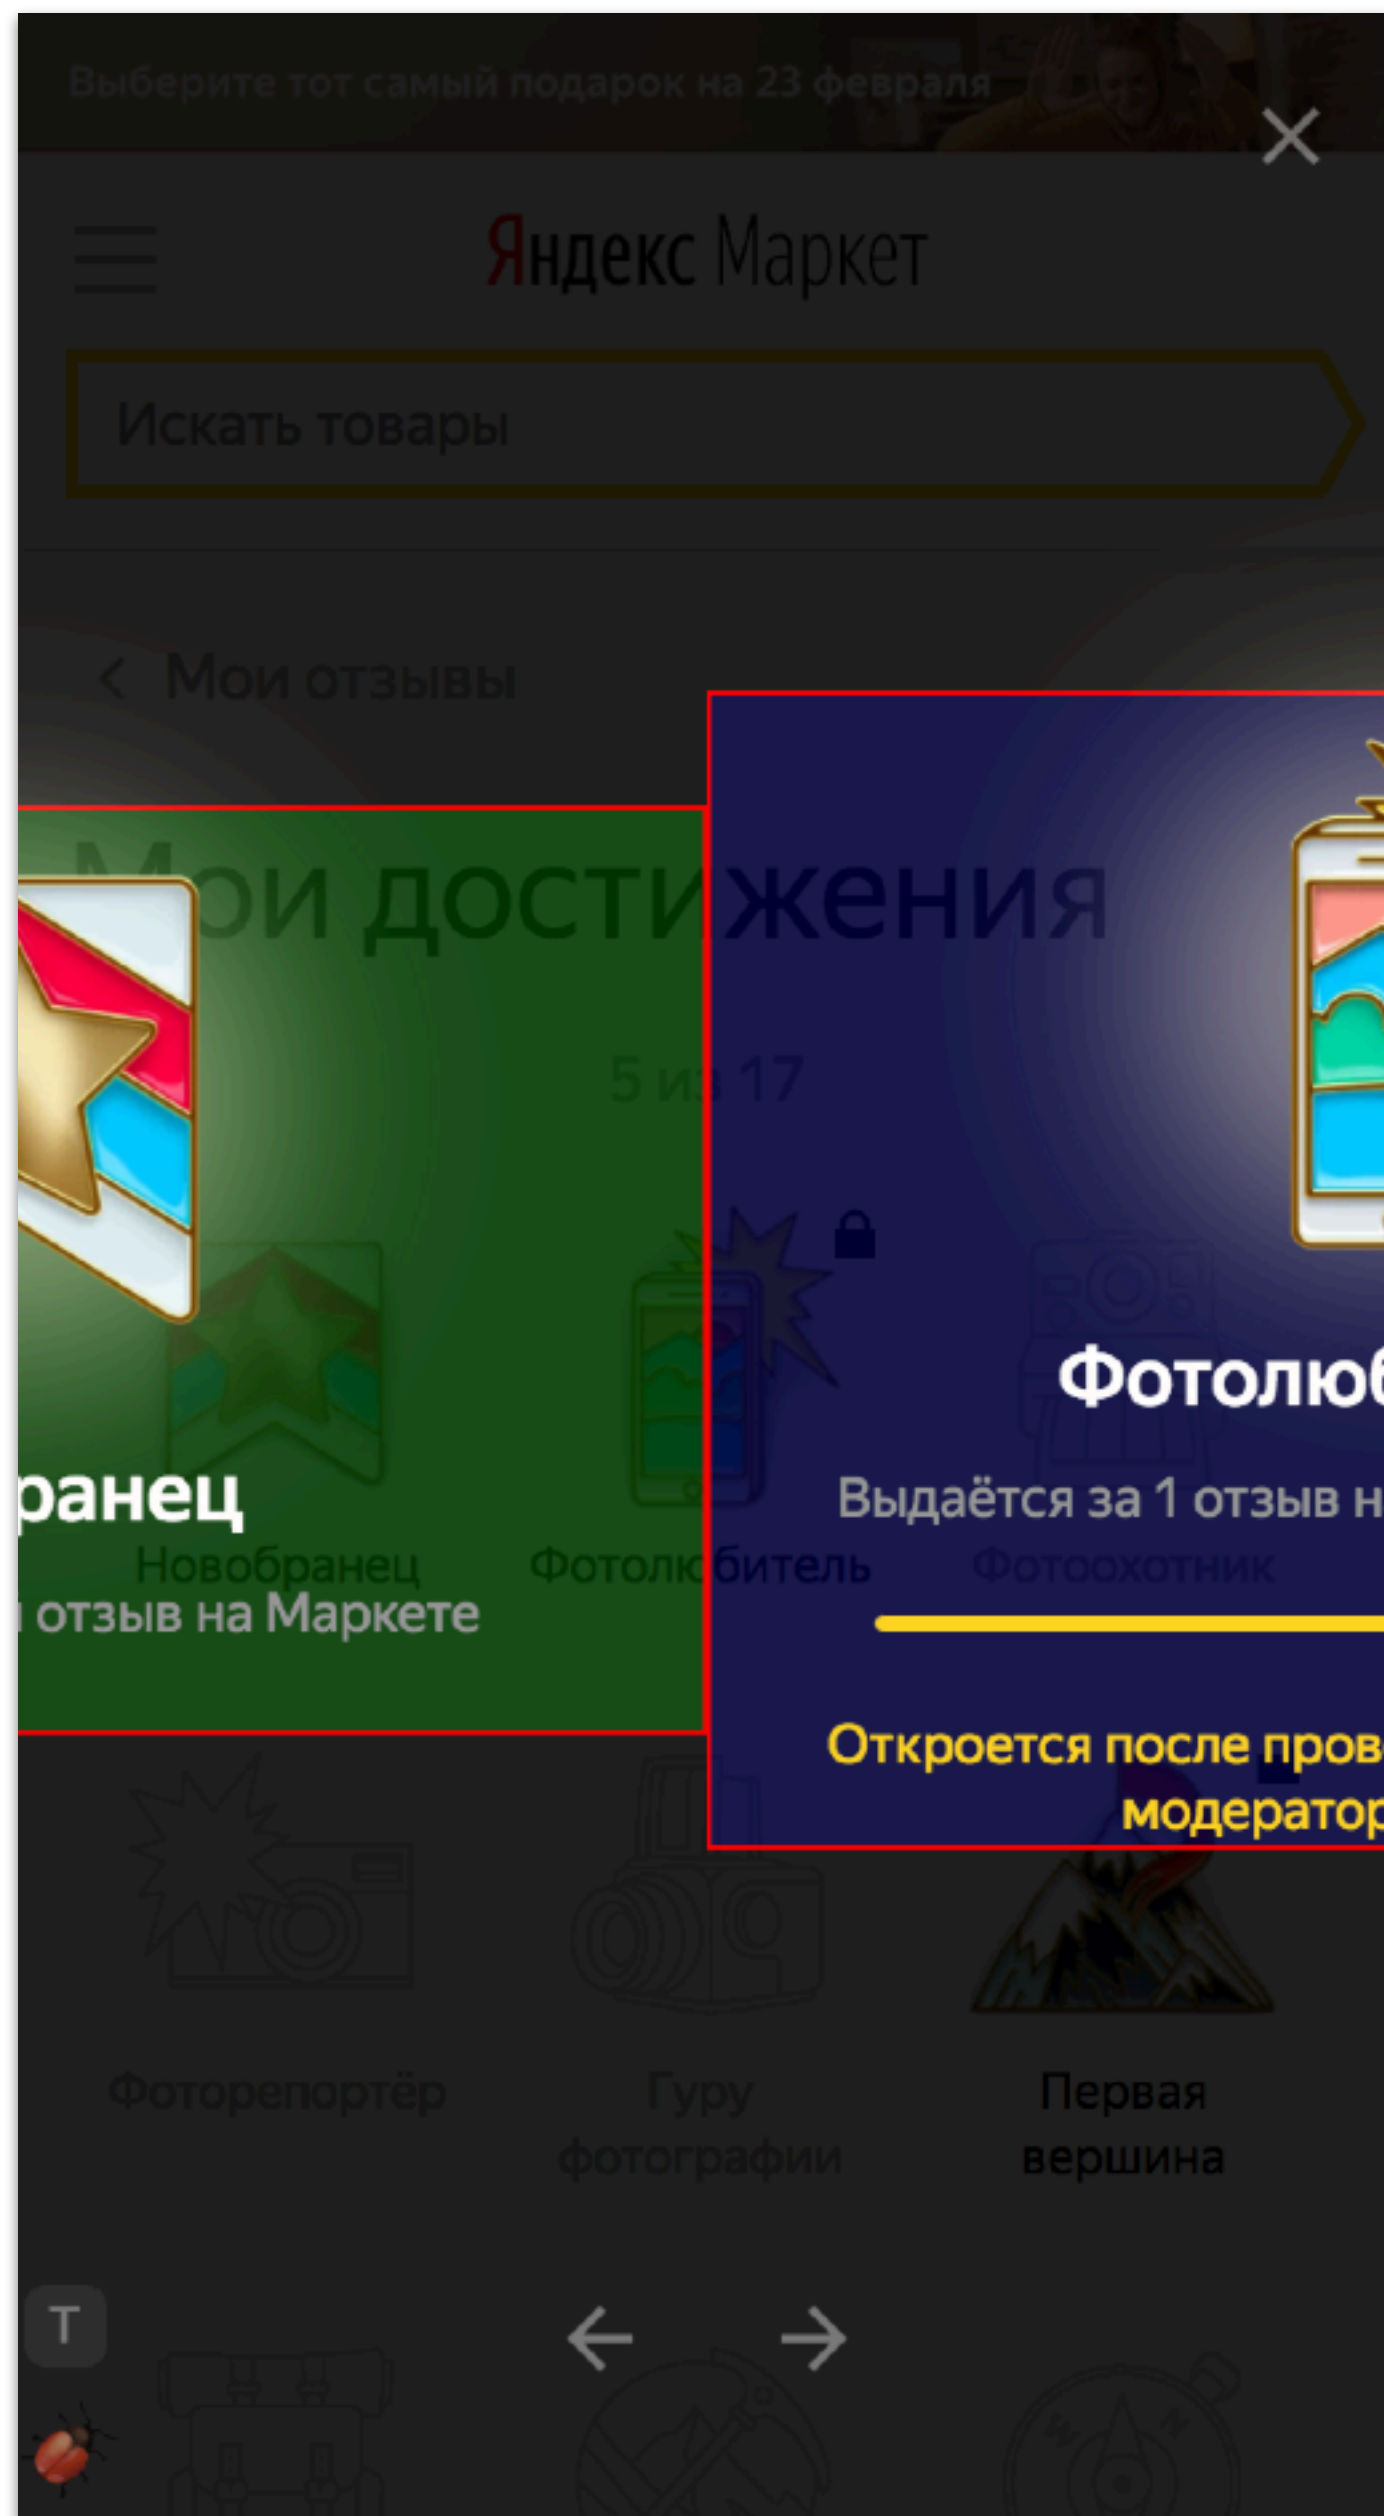 Выберите тот самый подарок на 23 февраля
Яндекс Маркет
Искать товары
Мои отзывы
Мои достижения
5 из 17
Фотолюб
ранец
Выдаётся за 1 отзыв н
Новобранец
Фотолюбитель
Фотоохотник
отзыв на Маркете
Откроется после пров
модератор
Фоторепортёр
Гуру
фотографии
Первая
вершина
T
W N